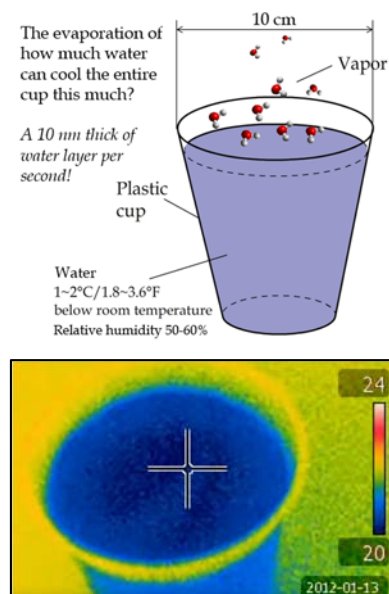 10 cm
The evaporation of
how much water
can cool the entire
cup this much?
A 10 nm thick of
water layer per
second!
Vapor
Plastic
cup
Water
1~2°C/1.8~3.6°F
below room temperature
Relative humidity 50-60%
24
20
2012-01-13